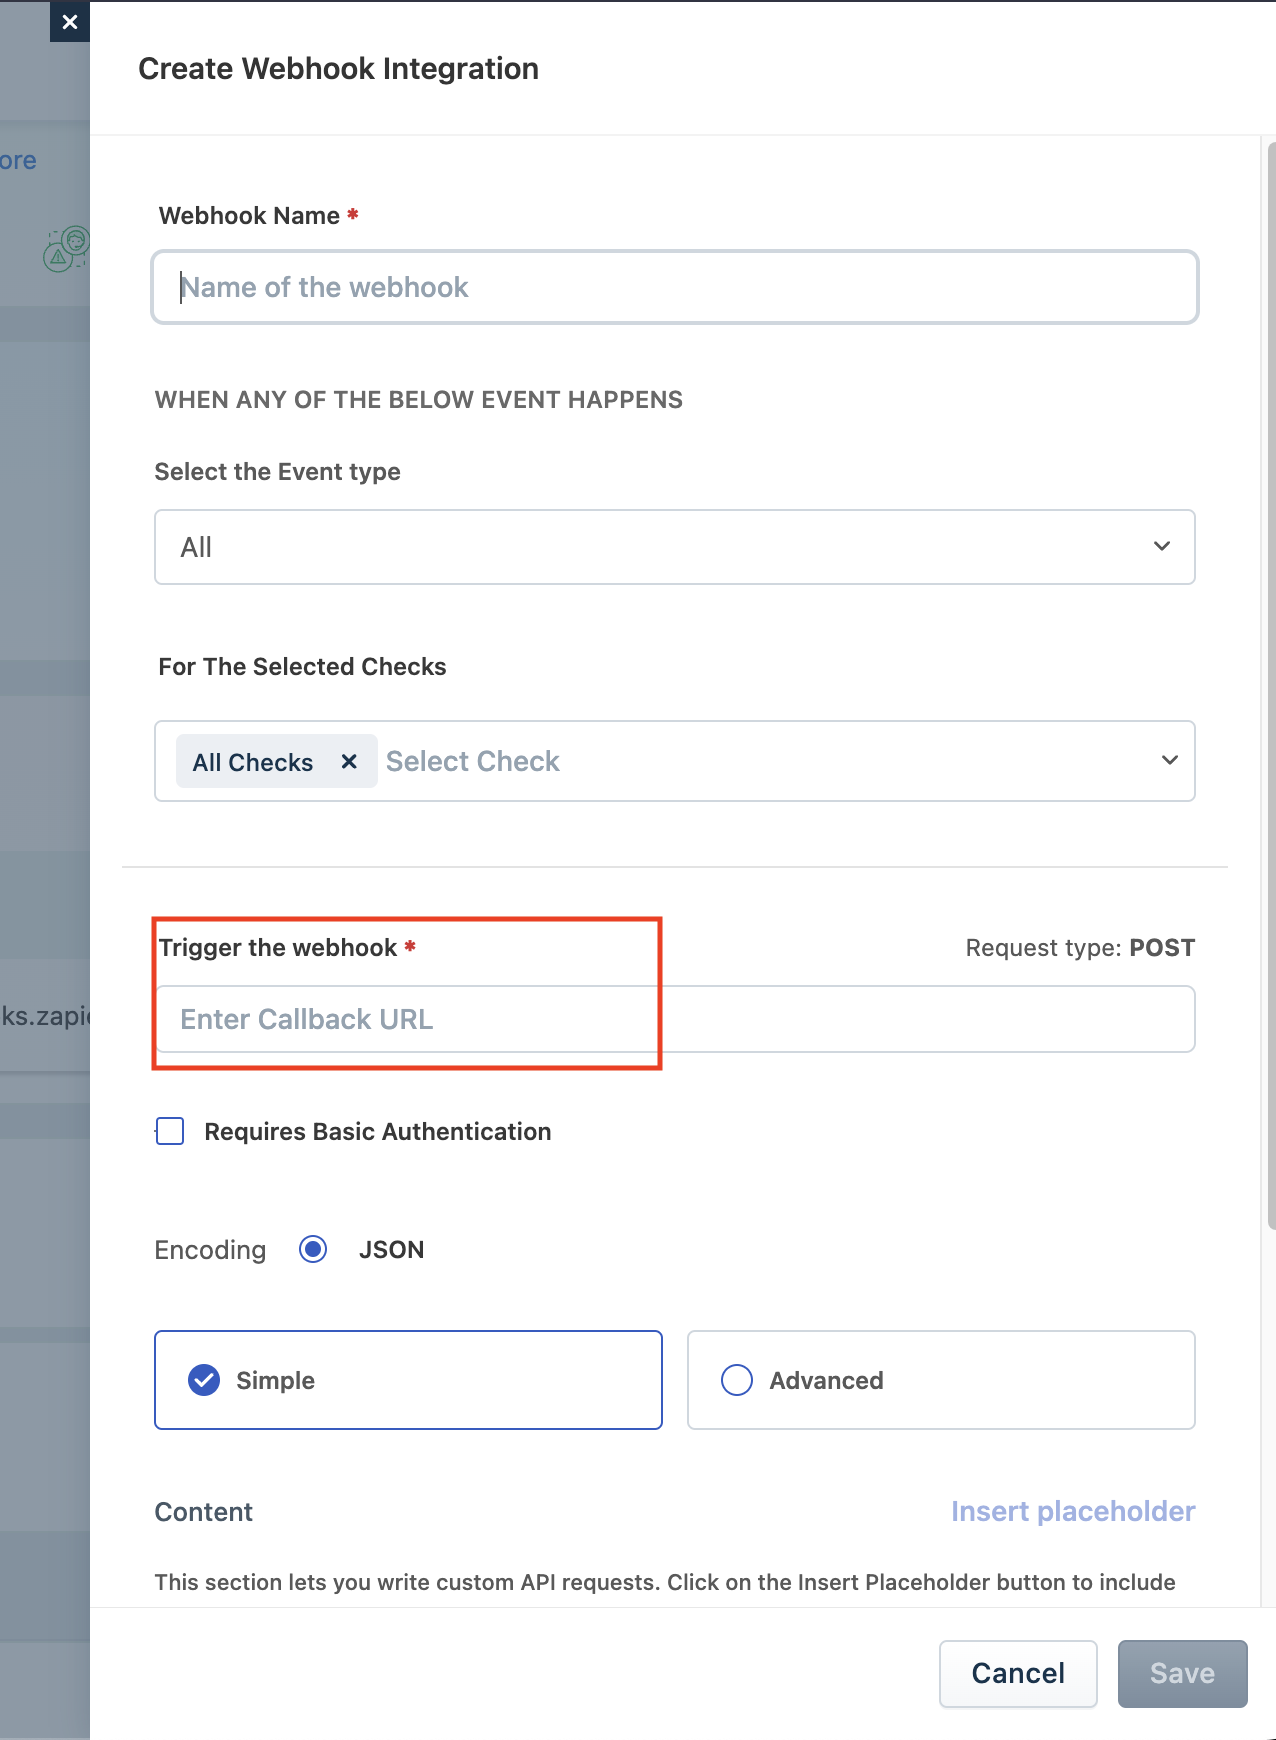 Create Webhook Integration
ore
Webhook Name *
Name of the webhook
WHEN ANY OF THE BELOW EVENT HAPPENS
Select the Event type
All
For The Selected Checks
All Checks Select Check
Trigger the webhook * Request type: POST
ks.zapie
Enter Callback URL
Requires Basic Authentication
Encoding JSON
Simple Advanced
Content Insert placeholder
This section lets you write custom API requests. Click on the Insert Placeholder button to include
Cancel Save